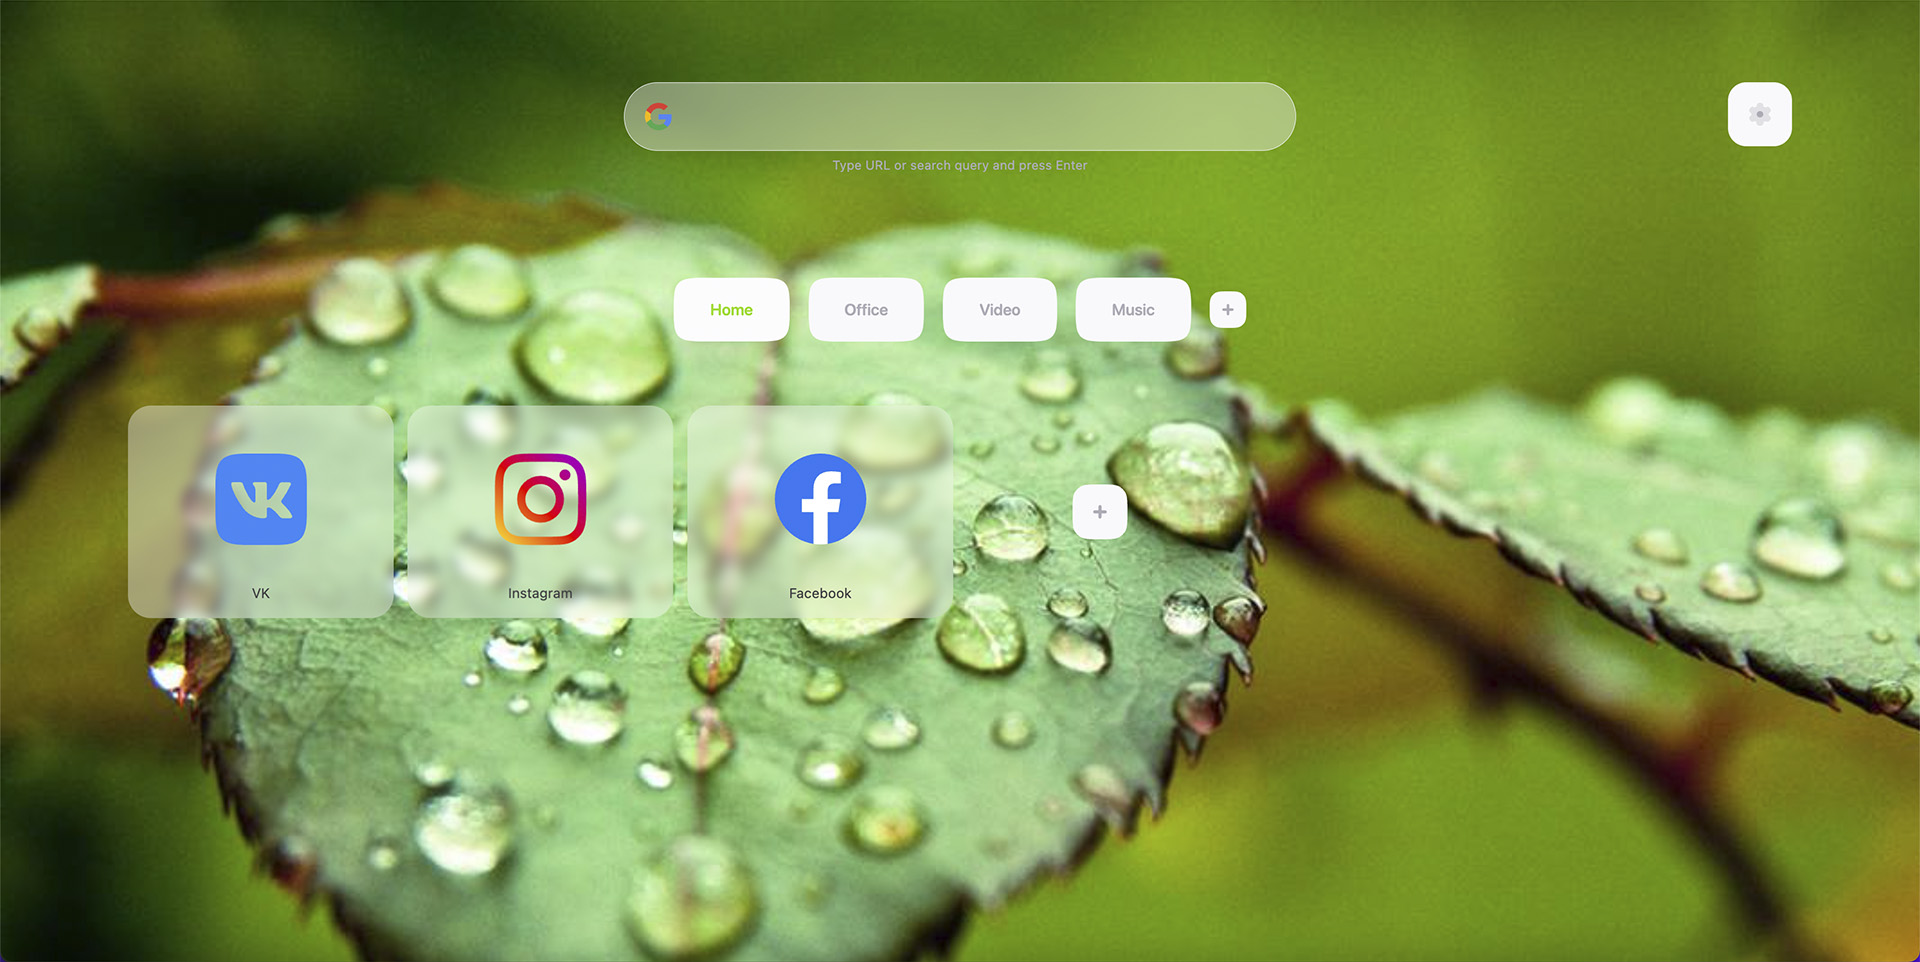 Type URL or search query and press Enter
Home
Office
Video
Music
VK
Instagram
Facebook